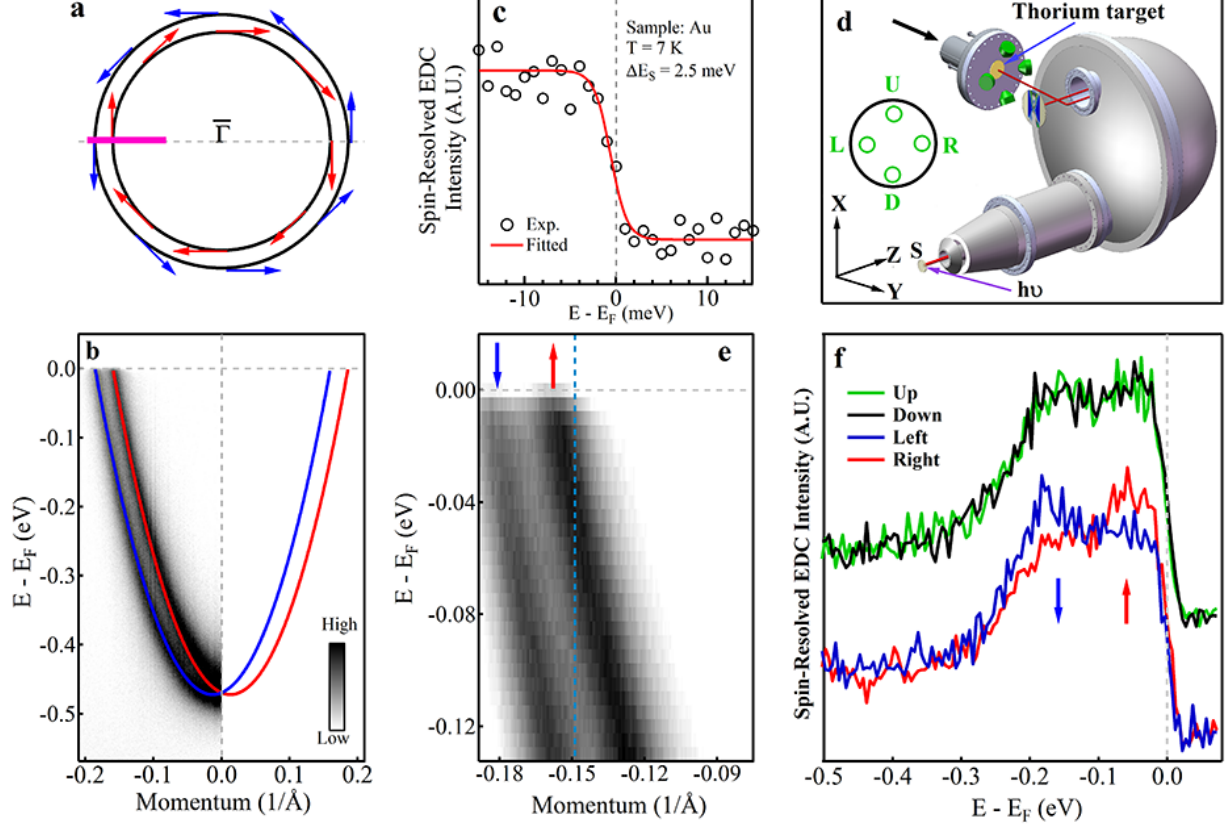 a
Γ̅
c
Sample: Au
T = 7 K
ΔE_S = 2.5 meV
Spin-Resolved EDC
Intensity (A.U.)
Exp.
Fitted
-10
0
10
E - E_F (meV)
d
Thorium target
U
L
R
D
X
Z
Y
S
hυ
b
0.0
-0.1
-0.2
-0.3
-0.4
-0.5
E - E_F (eV)
High
Low
-0.2
-0.1
0.0
0.1
0.2
Momentum (1/Å)
e
0.00
-0.04
-0.08
-0.12
E - E_F (eV)
-0.18
-0.15
-0.12
-0.09
Momentum (1/Å)
f
Up
Down
Left
Right
Spin-Resolved EDC Intensity (A.U.)
-0.5
-0.4
-0.3
-0.2
-0.1
0.0
E - E_F (eV)